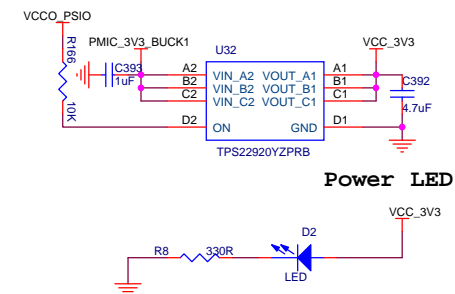 VCCO_PSIO
R166
10K
PMIC_3V3_BUCK1
C393
1uF
U32
A2
B2
C2
D2
VIN_A2 VOUT_A1
VIN_B2 VOUT_B1
VIN_C2 VOUT_C1
ON GND
A1
B1
C1
D1
TPS22920YZPRB
VCC_3V3
C392
4.7uF
Power LED
VCC_3V3
R8 330R
D2
LED